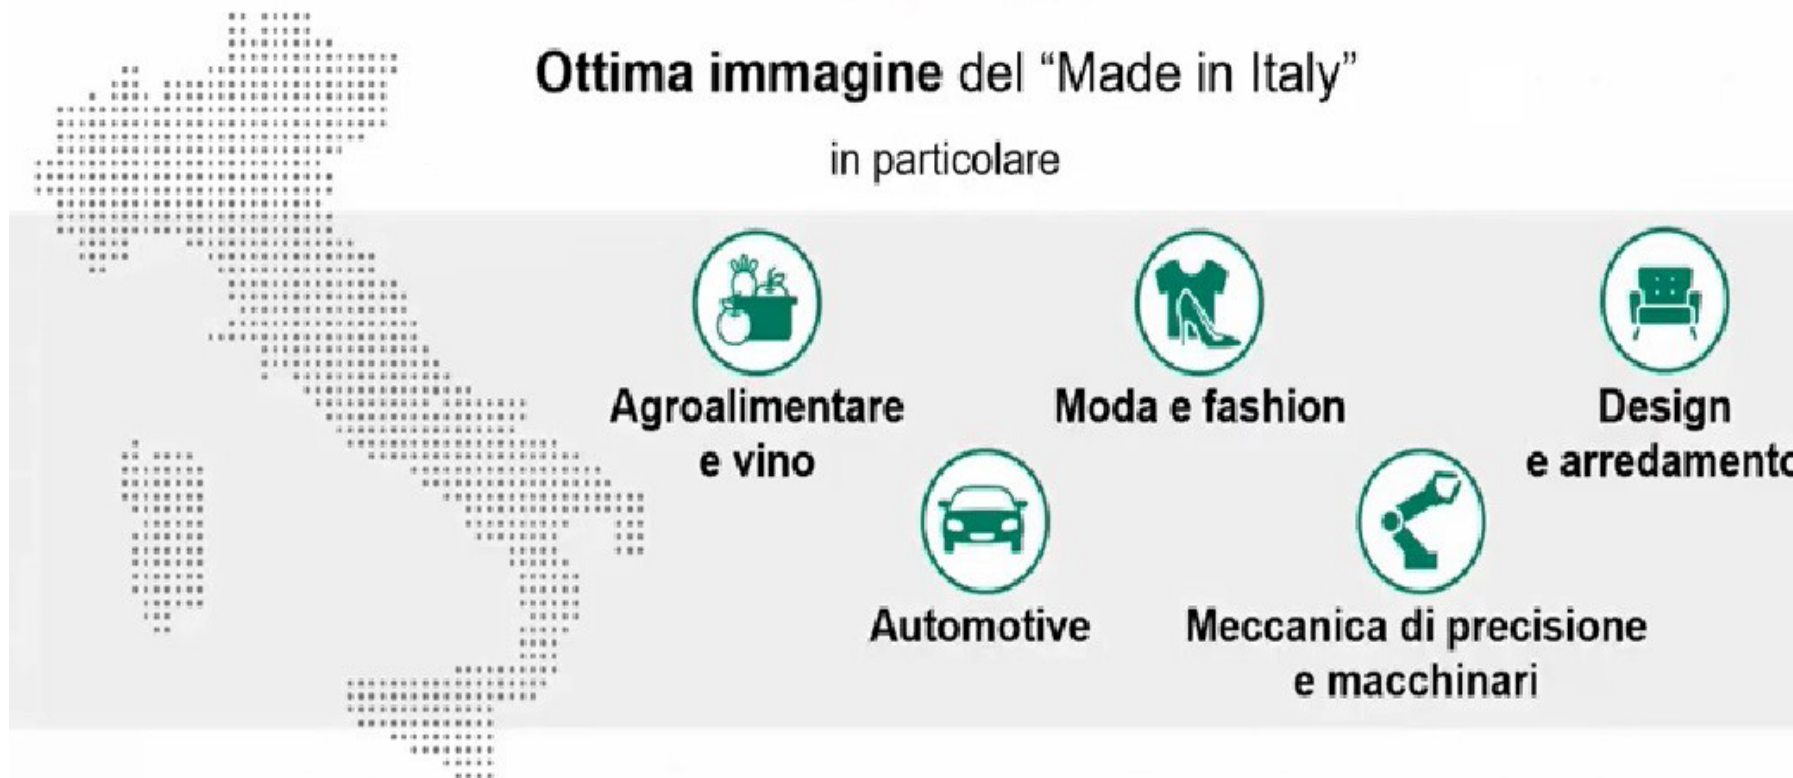 Ottima immagine del “Made in Italy”
in particolare
Agroalimentare
e vino
Moda e fashion
Design
e arredamento
Automotive
Meccanica di precisione
e macchinari